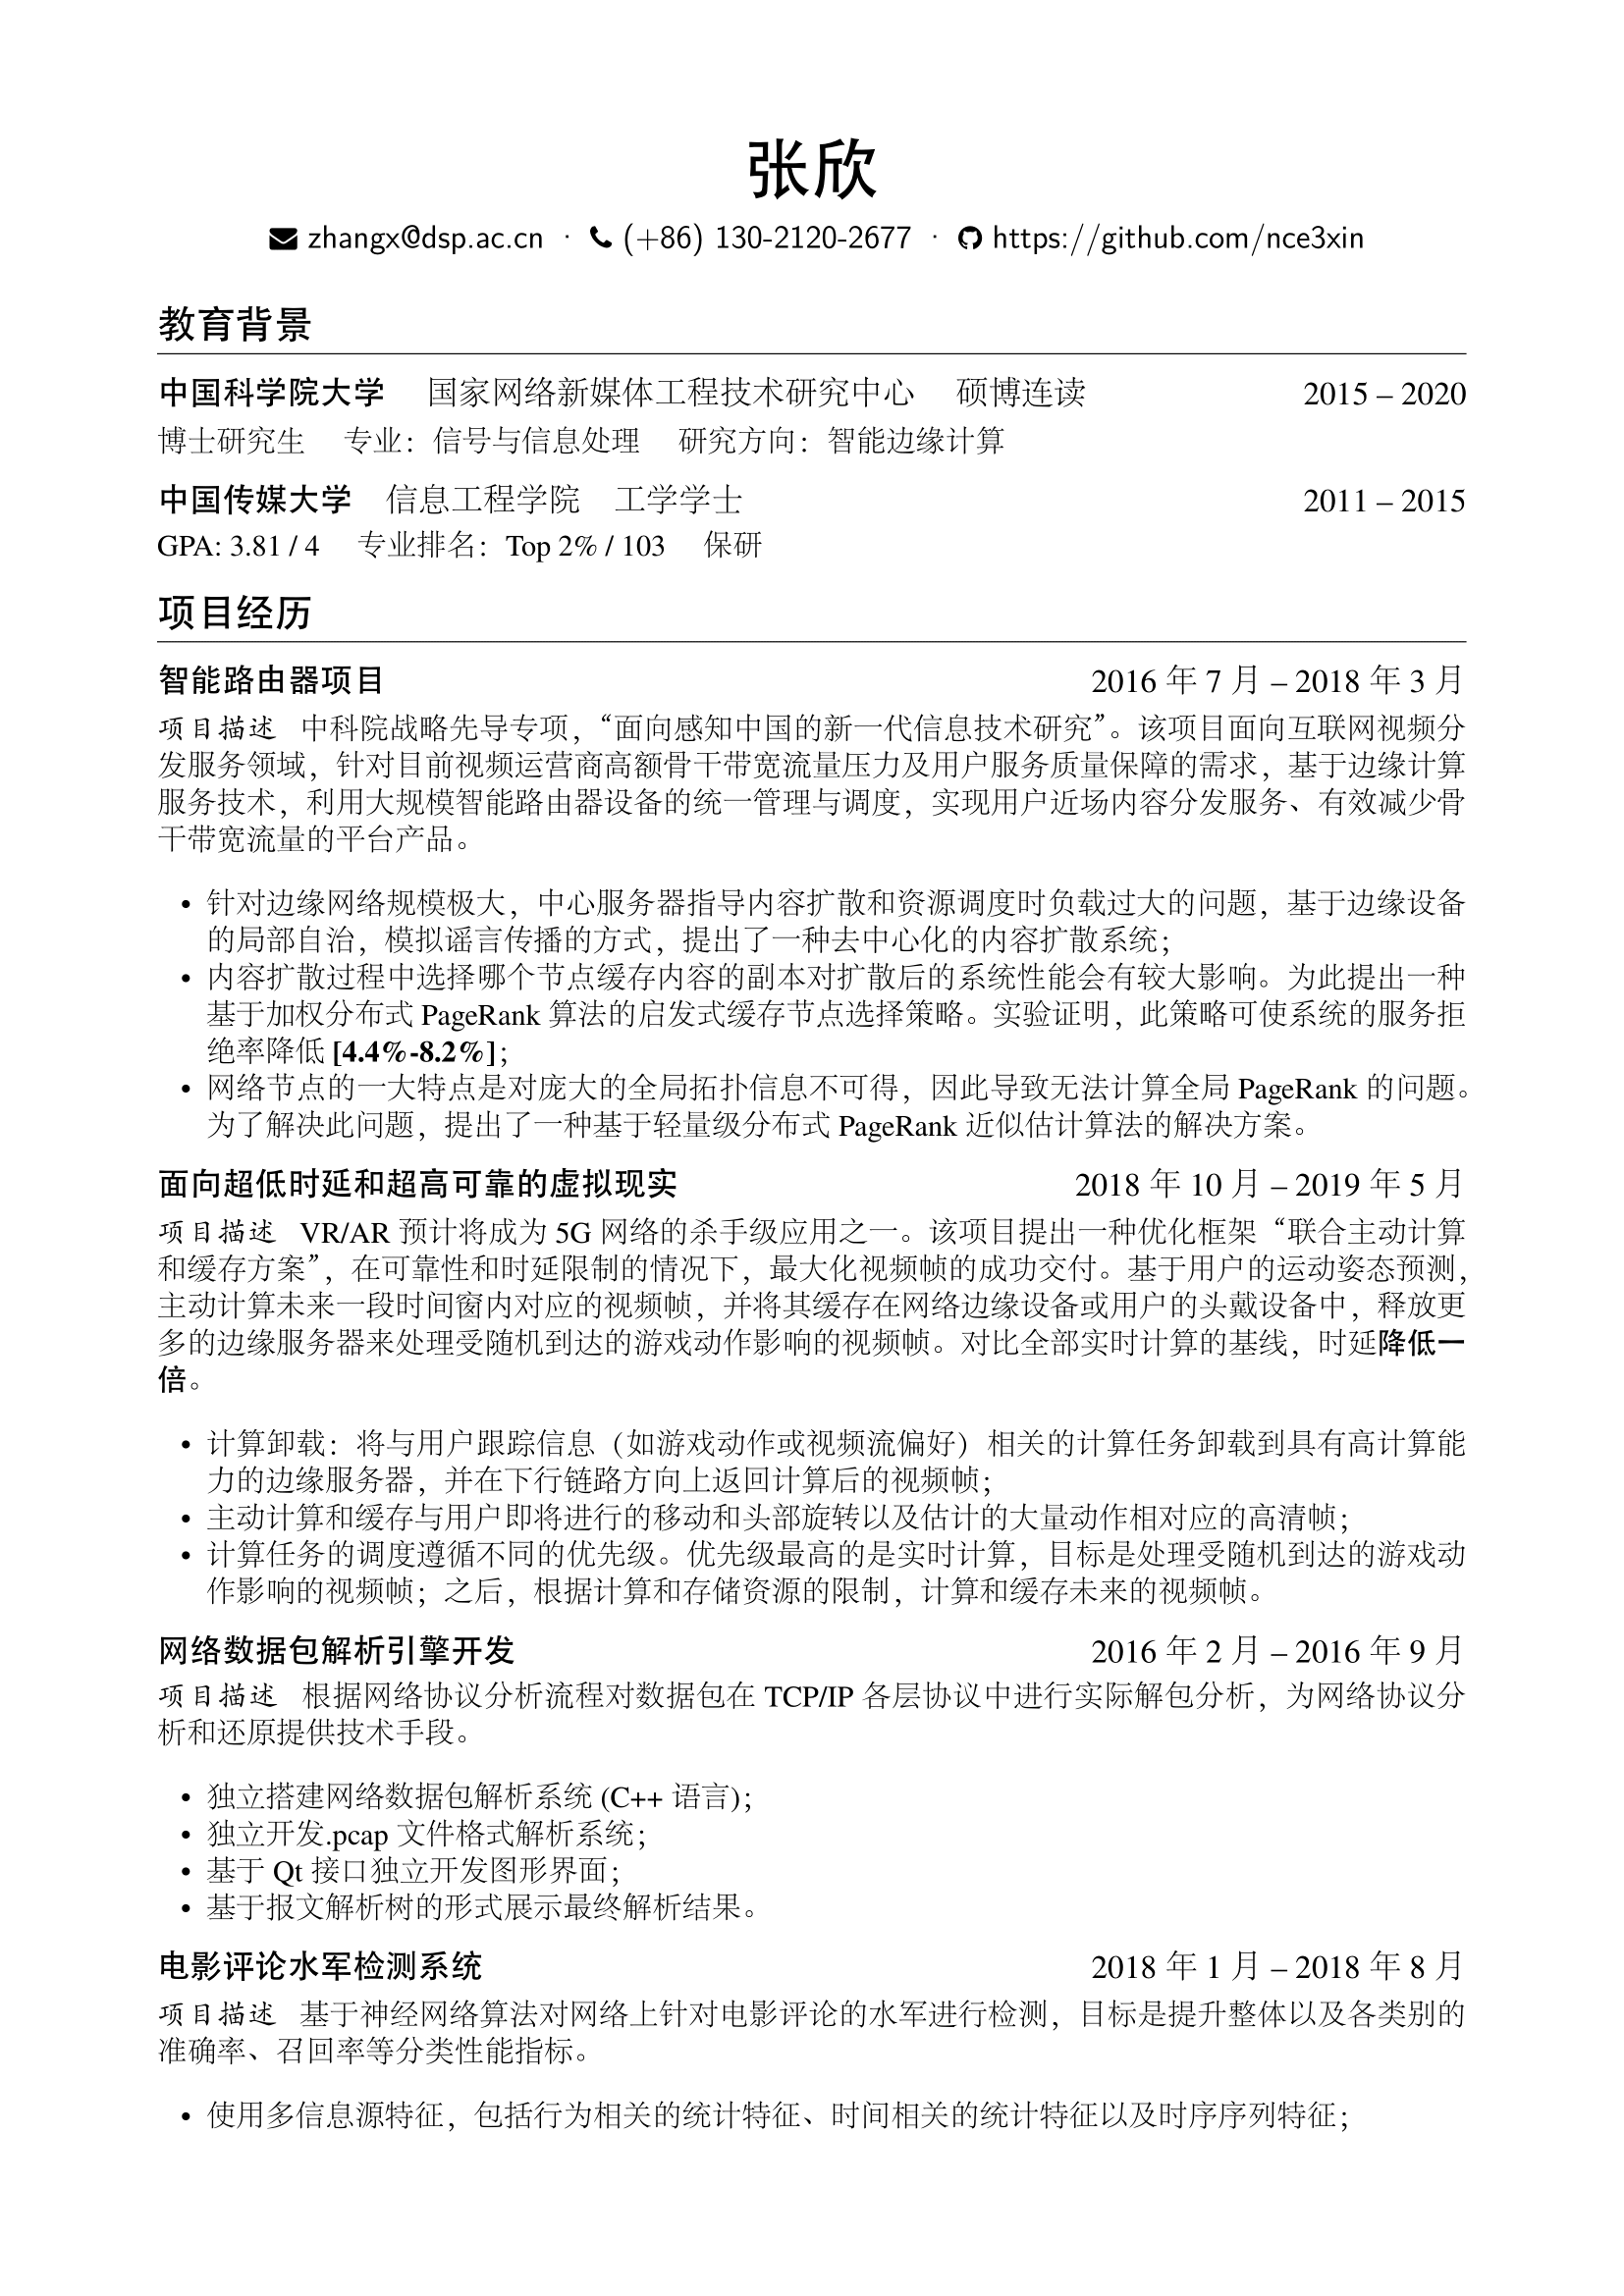 张欣
zhangx@dsp.ac.cn · (+86) 130-2120-2677 · https://github.com/nce3xin
教育背景
中国科学院大学 国家网络新媒体工程技术研究中心 硕博连读 2015 – 2020
博士研究生 专业：信号与信息处理 研究方向：智能边缘计算
中国传媒大学 信息工程学院 工学学士 2011 – 2015
GPA: 3.81 / 4 专业排名：Top 2% / 103 保研
项目经历
智能路由器项目 2016 年 7 月 – 2018 年 3 月
项目描述 中科院战略先导专项，“面向感知中国的新一代信息技术研究”。该项目面向互联网视频分
发服务领域，针对目前视频运营商高额骨干带宽流量压力及用户服务质量保障的需求，基于边缘计算
服务技术，利用大规模智能路由器设备的统一管理与调度，实现用户近场内容分发服务、有效减少骨
干带宽流量的平台产品。
• 针对边缘网络规模极大，中心服务器指导内容扩散和资源调度时负载过大的问题，基于边缘设备
的局部自治，模拟谣言传播的方式，提出了一种去中心化的内容扩散系统；
• 内容扩散过程中选择哪个节点缓存内容的副本对扩散后的系统性能会有较大影响。为此提出一种
基于加权分布式 PageRank 算法的启发式缓存节点选择策略。实验证明，此策略可使系统的服务拒
绝率降低 [4.4%-8.2%]；
• 网络节点的一大特点是对庞大的全局拓扑信息不可得，因此导致无法计算全局 PageRank 的问题。
为了解决此问题，提出了一种基于轻量级分布式 PageRank 近似估计算法的解决方案。
面向超低时延和超高可靠的虚拟现实 2018 年 10 月 – 2019 年 5 月
项目描述 VR/AR 预计将成为 5G 网络的杀手级应用之一。该项目提出一种优化框架“联合主动计算
和缓存方案”，在可靠性和时延限制的情况下，最大化视频帧的成功交付。基于用户的运动姿态预测，
主动计算未来一段时间窗内对应的视频帧，并将其缓存在网络边缘设备或用户的头戴设备中，释放更
多的边缘服务器来处理受随机到达的游戏动作影响的视频帧。对比全部实时计算的基线，时延降低一
倍。
• 计算卸载：将与用户跟踪信息（如游戏动作或视频流偏好）相关的计算任务卸载到具有高计算能
力的边缘服务器，并在下行链路方向上返回计算后的视频帧；
• 主动计算和缓存与用户即将进行的移动和头部旋转以及估计的大量动作相对应的高清帧；
• 计算任务的调度遵循不同的优先级。优先级最高的是实时计算，目标是处理受随机到达的游戏动
作影响的视频帧；之后，根据计算和存储资源的限制，计算和缓存未来的视频帧。
网络数据包解析引擎开发 2016 年 2 月 – 2016 年 9 月
项目描述 根据网络协议分析流程对数据包在 TCP/IP 各层协议中进行实际解包分析，为网络协议分
析和还原提供技术手段。
• 独立搭建网络数据包解析系统 (C++ 语言)；
• 独立开发.pcap 文件格式解析系统；
• 基于 Qt 接口独立开发图形界面；
• 基于报文解析树的形式展示最终解析结果。
电影评论水军检测系统 2018 年 1 月 – 2018 年 8 月
项目描述 基于神经网络算法对网络上针对电影评论的水军进行检测，目标是提升整体以及各类别的
准确率、召回率等分类性能指标。
• 使用多信息源特征，包括行为相关的统计特征、时间相关的统计特征以及时序序列特征；